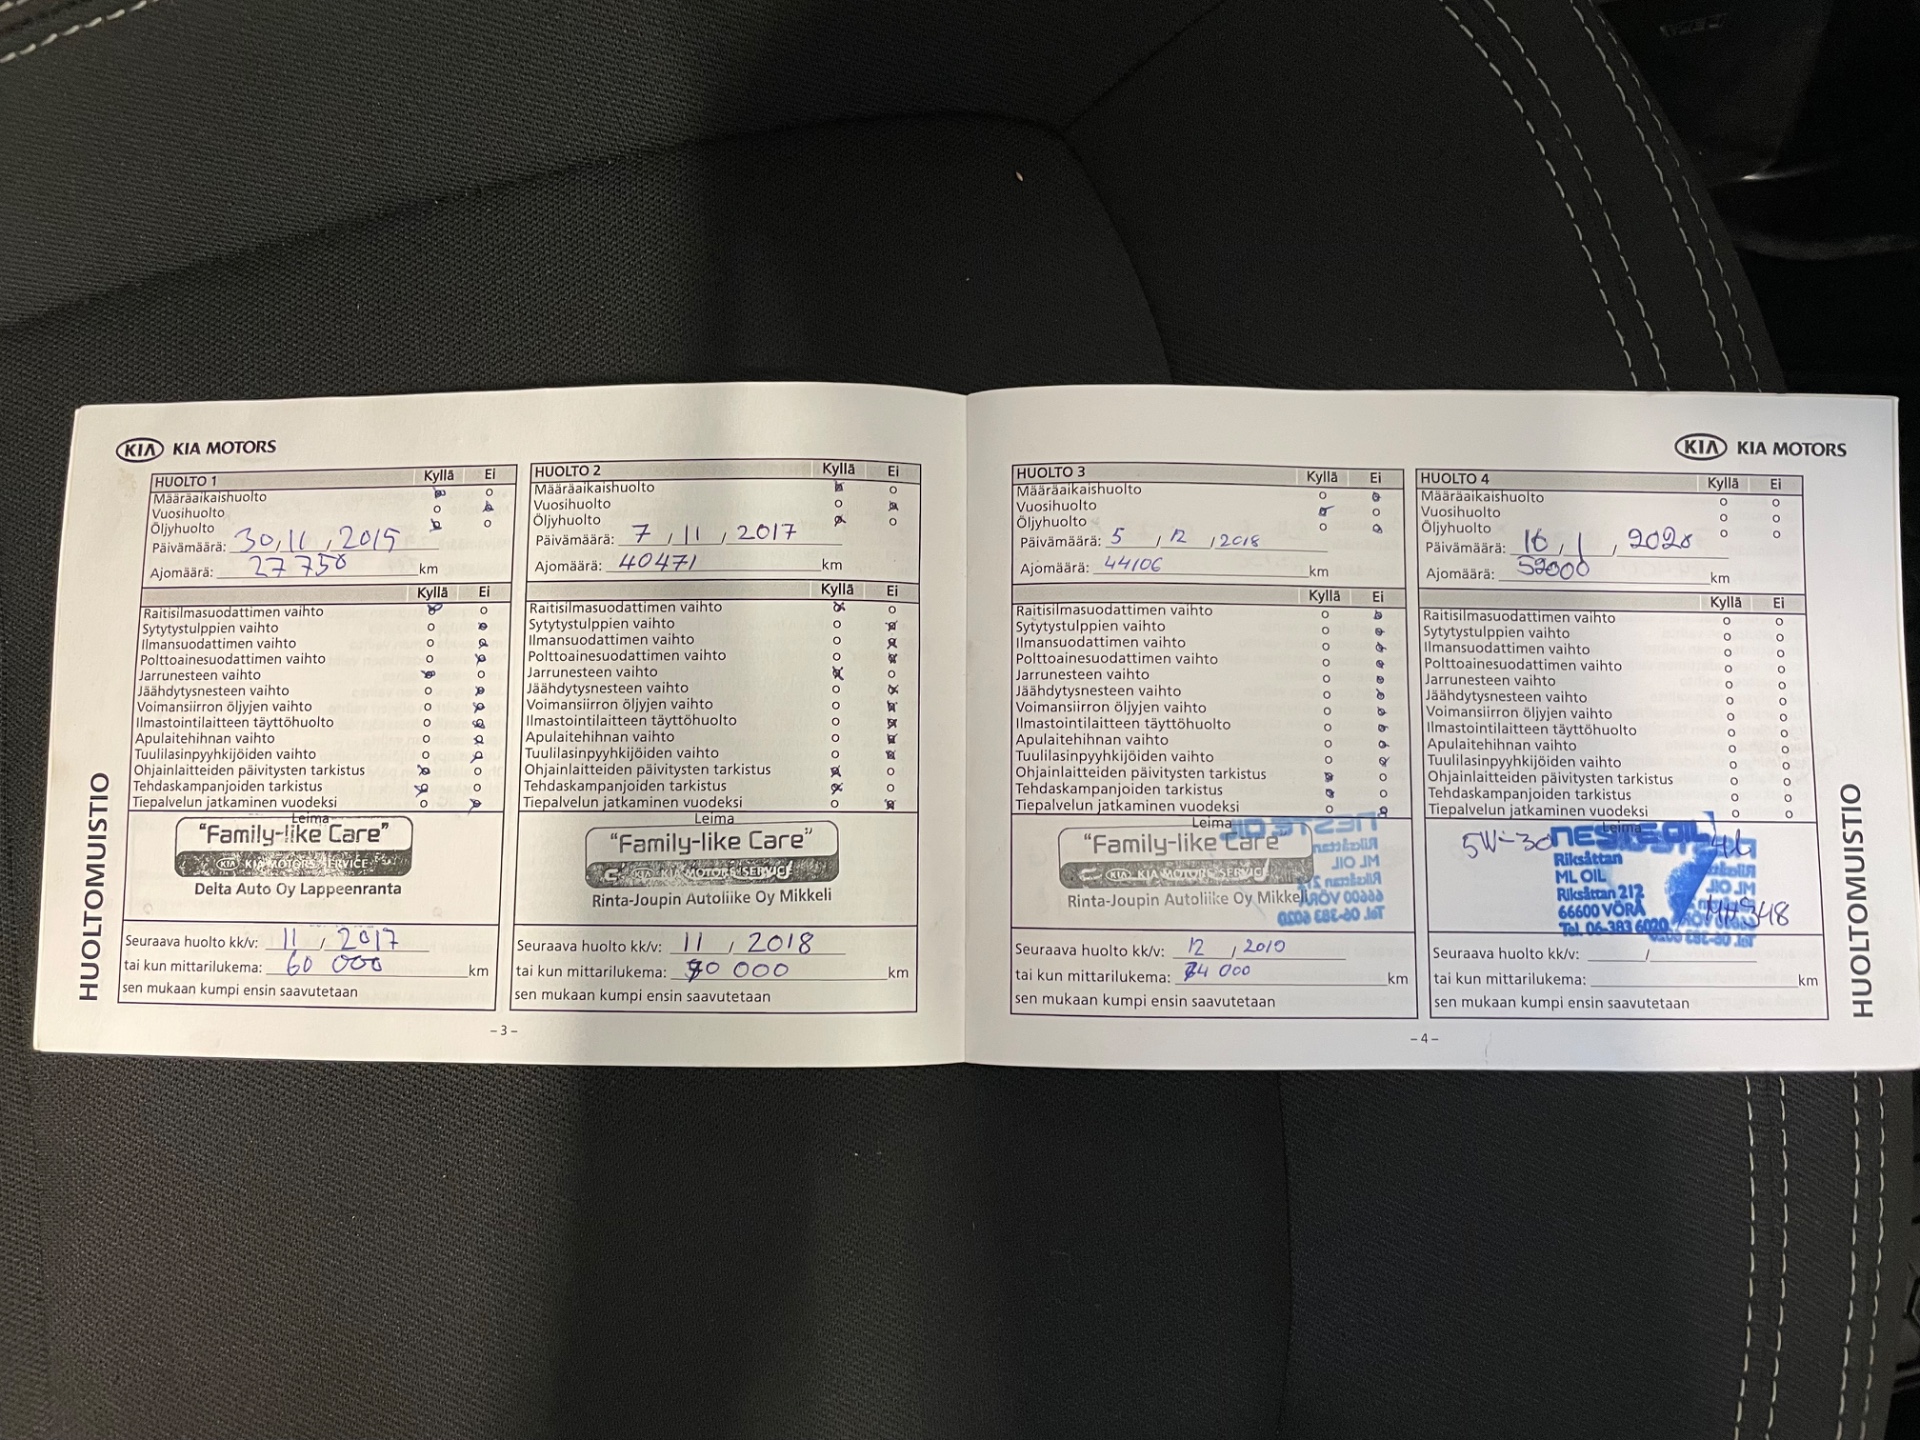 KIA KIA MOTORS
HUOLTOMUISTIO
HUOLTO 1 Kyllä Ei
Määräaikaishuolto
Vuosihuolto
Öljyhuolto
Päivämäärä: 30, 11, 2015
Ajomäärä: 27 758 km
Kyllä Ei
Raitisilmasuodattimen vaihto
Sytytystulppien vaihto
Ilmansuodattimen vaihto
Polttoainesuodattimen vaihto
Jarrunesteen vaihto
Jäähdytysnesteen vaihto
Voimansiirron öljyjen vaihto
Ilmastointilaitteen täyttöhuolto
Apulaitehihnan vaihto
Tuulilasinpyyhkijöiden vaihto
Ohjainlaitteiden päivitysten tarkistus
Tehdaskampanjoiden tarkistus
Tiepalvelun jatkaminen vuodeksi
Leima
"Family-like Care"
KIA KIA MOTORS SERVICE
Delta Auto Oy Lappeenranta
Seuraava huolto kk/v: 11 , 2017
tai kun mittarilukema: 60 000 km
sen mukaan kumpi ensin saavutetaan
HUOLTO 2 Kyllä Ei
Määräaikaishuolto
Vuosihuolto
Öljyhuolto
Päivämäärä: 7 , 11 , 2017
Ajomäärä: 40471 km
Kyllä Ei
Raitisilmasuodattimen vaihto
Sytytystulppien vaihto
Ilmansuodattimen vaihto
Polttoainesuodattimen vaihto
Jarrunesteen vaihto
Jäähdytysnesteen vaihto
Voimansiirron öljyjen vaihto
Ilmastointilaitteen täyttöhuolto
Apulaitehihnan vaihto
Tuulilasinpyyhkijöiden vaihto
Ohjainlaitteiden päivitysten tarkistus
Tehdaskampanjoiden tarkistus
Tiepalvelun jatkaminen vuodeksi
Leima
"Family-like Care"
KIA KIA MOTORS SERVICE
Rinta-Joupin Autoliike Oy Mikkeli
Seuraava huolto kk/v: 11 , 2018
tai kun mittarilukema: 70 000 km
sen mukaan kumpi ensin saavutetaan
- 3 -
KIA KIA MOTORS
HUOLTO 3 Kyllä Ei
Määräaikaishuolto
Vuosihuolto
Öljyhuolto
Päivämäärä: 5 , 12 , 2018
Ajomäärä: 44106 km
Kyllä Ei
Raitisilmasuodattimen vaihto
Sytytystulppien vaihto
Ilmansuodattimen vaihto
Polttoainesuodattimen vaihto
Jarrunesteen vaihto
Jäähdytysnesteen vaihto
Voimansiirron öljyjen vaihto
Ilmastointilaitteen täyttöhuolto
Apulaitehihnan vaihto
Tuulilasinpyyhkijöiden vaihto
Ohjainlaitteiden päivitysten tarkistus
Tehdaskampanjoiden tarkistus
Tiepalvelun jatkaminen vuodeksi
Leima
"Family-like Care"
KIA KIA MOTORS SERVICE
Rinta-Joupin Autoliike Oy Mikkeli
Seuraava huolto kk/v: 12 , 2019
tai kun mittarilukema: 74 000 km
sen mukaan kumpi ensin saavutetaan
HUOLTO 4 Kyllä Ei
Määräaikaishuolto
Vuosihuolto
Öljyhuolto
Päivämäärä: 16 , 1 , 2020
Ajomäärä: 52000 km
Kyllä Ei
Raitisilmasuodattimen vaihto
Sytytystulppien vaihto
Ilmansuodattimen vaihto
Polttoainesuodattimen vaihto
Jarrunesteen vaihto
Jäähdytysnesteen vaihto
Voimansiirron öljyjen vaihto
Ilmastointilaitteen täyttöhuolto
Apulaitehihnan vaihto
Tuulilasinpyyhkijöiden vaihto
Ohjainlaitteiden päivitysten tarkistus
Tehdaskampanjoiden tarkistus
Tiepalvelun jatkaminen vuodeksi
Leima
5W-30 NESTE OIL
Riksåttan
ML OIL
Riksåttan 212
66600 VÖRÅ
Tel. 06-383 6020
Seuraava huolto kk/v: /
tai kun mittarilukema: km
sen mukaan kumpi ensin saavutetaan
- 4 -
HUOLTOMUISTIO